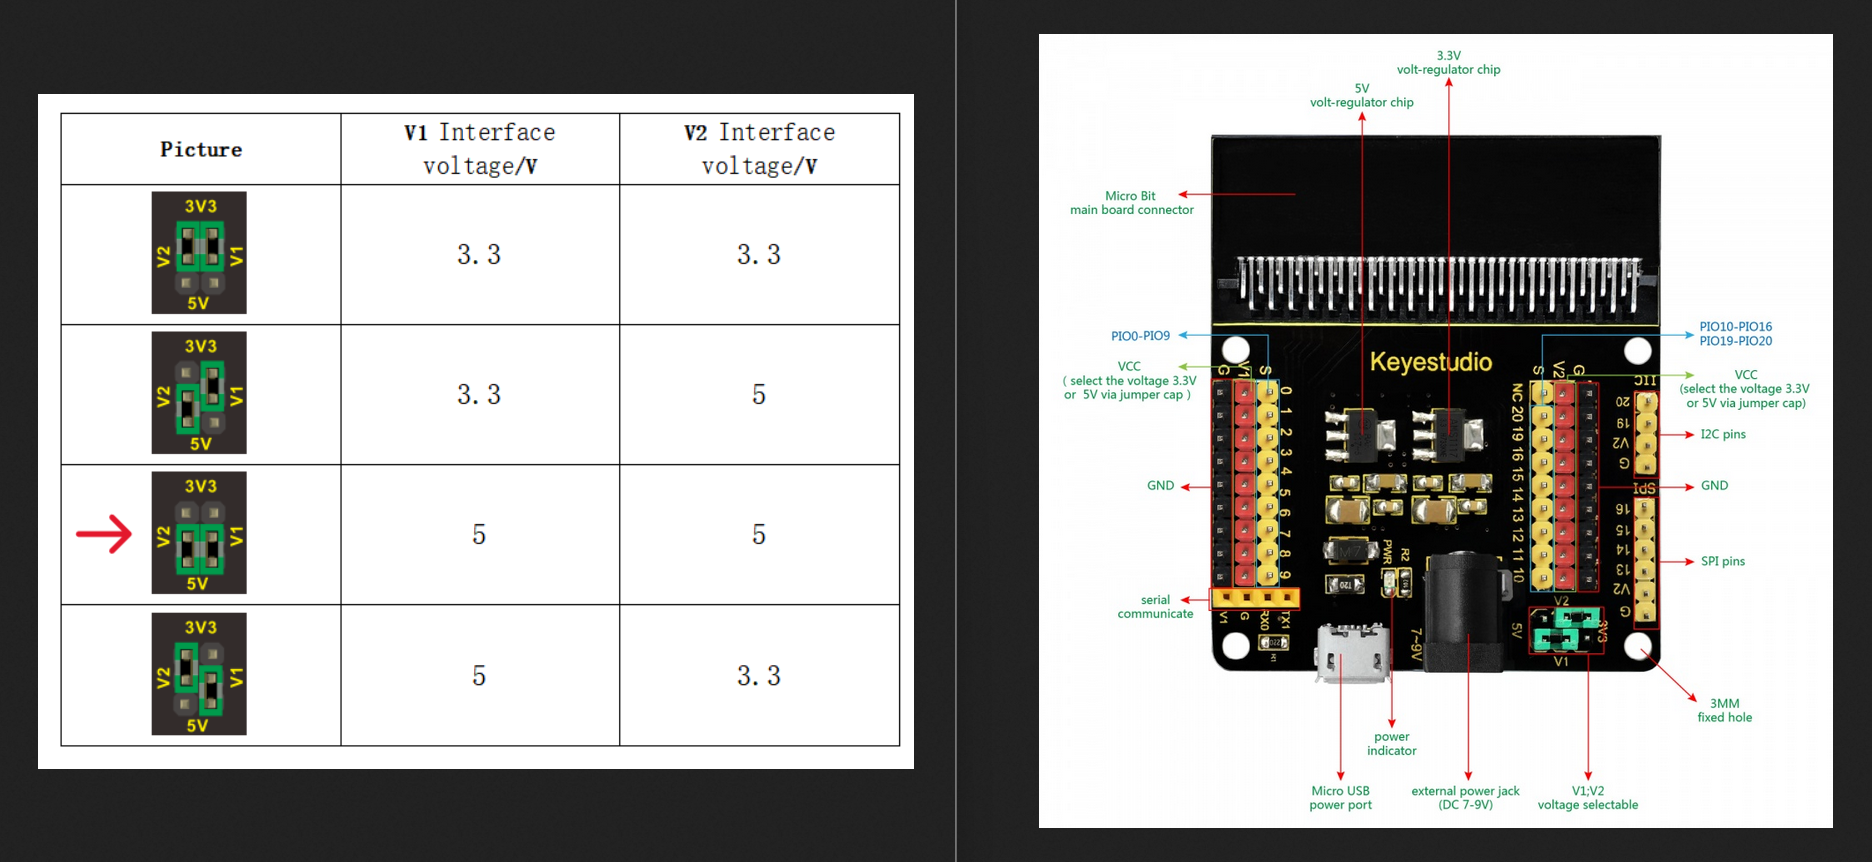 Picture
V1 Interface
voltage/V
V2 Interface
voltage/V
3V3
V2
V1
5V
3.3
3.3
3V3
V2
V1
5V
3.3
5
3V3
V2
V1
5V
5
5
3V3
V2
V1
5V
5
3.3
3.3V
volt-regulator chip
5V
volt-regulator chip
Micro Bit
main board connector
PIO0-PIO9
PIO10-PIO16
PIO19-PIO20
VCC
( select the voltage 3.3V
or 5V via jumper cap )
VCC
(select the voltage 3.3V
or 5V via jumper cap)
Keyestudio
G
V1
S
0
1
2
3
4
5
6
7
8
9
S
V2
G
NC 20 19 16 15 14 13 12 11 10
IIC
20
19
V2
G
I2C pins
GND
GND
SPI
16
15
14
13
V2
G
SPI pins
M7
PWR
R2
serial
communicate
V1
G
RX0
TX1
R1
7~9V
V2
5V
3V3
V1
3MM
fixed hole
power
indicator
Micro USB
power port
external power jack
(DC 7-9V)
V1;V2
voltage selectable